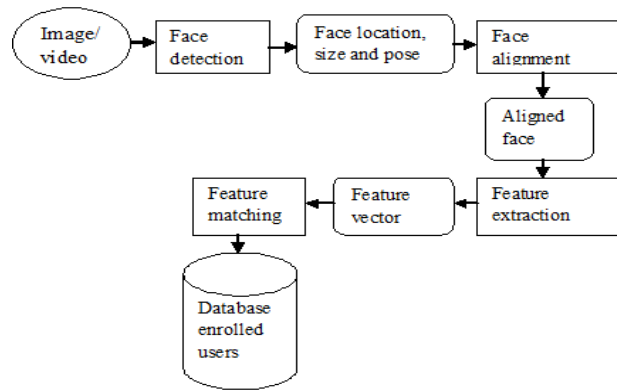 Image/
video
Face
detection
Face location,
size and pose
Face
alignment
Aligned
face
Feature
extraction
Feature
vector
Feature
matching
Database
enrolled
users